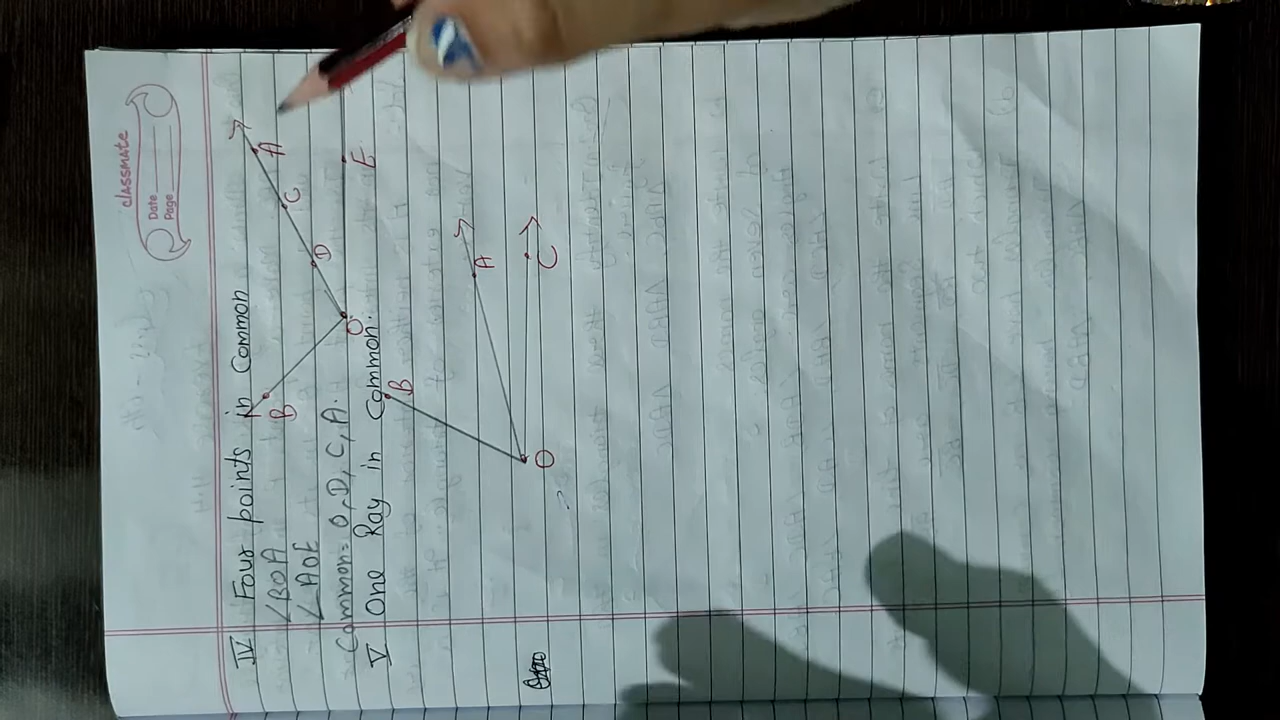 classmate
Date
Page
IV Four points in Common
∠BOA
∠AOE
Common = O, D, C, A.
B
O
D
C
A
E
V One Ray in Common.
B
A
O
C